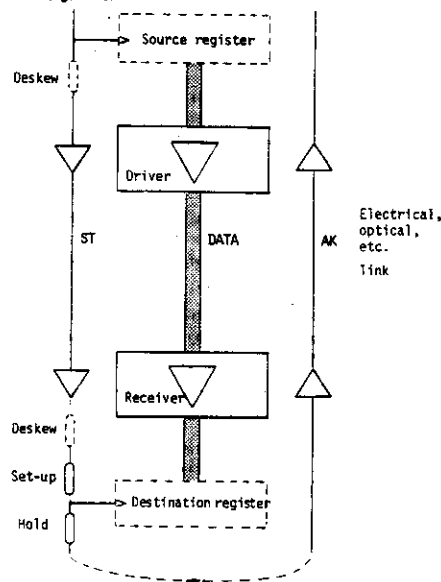 Source register
Deskew
Driver
ST
DATA
AK
Electrical,
optical,
etc.
link
Receiver
Deskew
Set-up
Destination register
Hold